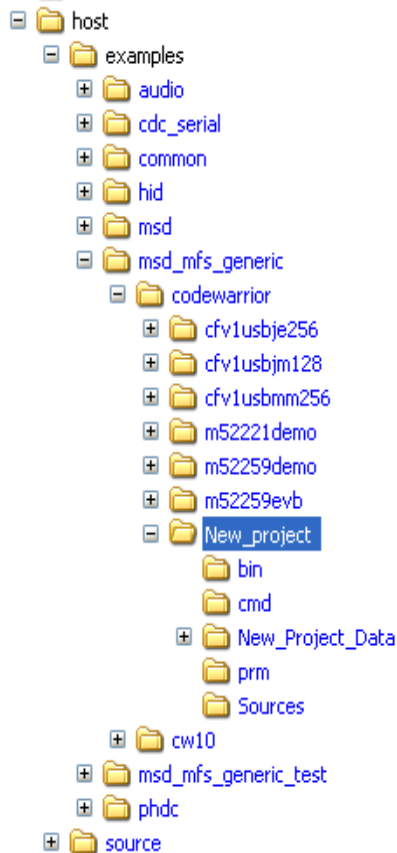 host
examples
audio
cdc_serial
common
hid
msd
msd_mfs_generic
codewarrior
cfv1usbje256
cfv1usbjm128
cfv1usbmm256
m52221demo
m52259demo
m52259evb
New_project
bin
cmd
New_Project_Data
prm
Sources
cw10
msd_mfs_generic_test
phdc
source